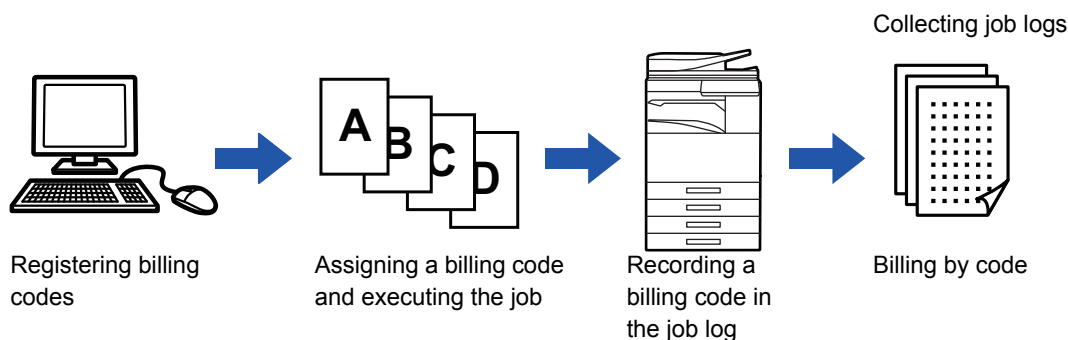 Collecting job logs
A
B
C
D
Registering billing
codes
Assigning a billing code
and executing the job
Recording a
billing code in
the job log
Billing by code